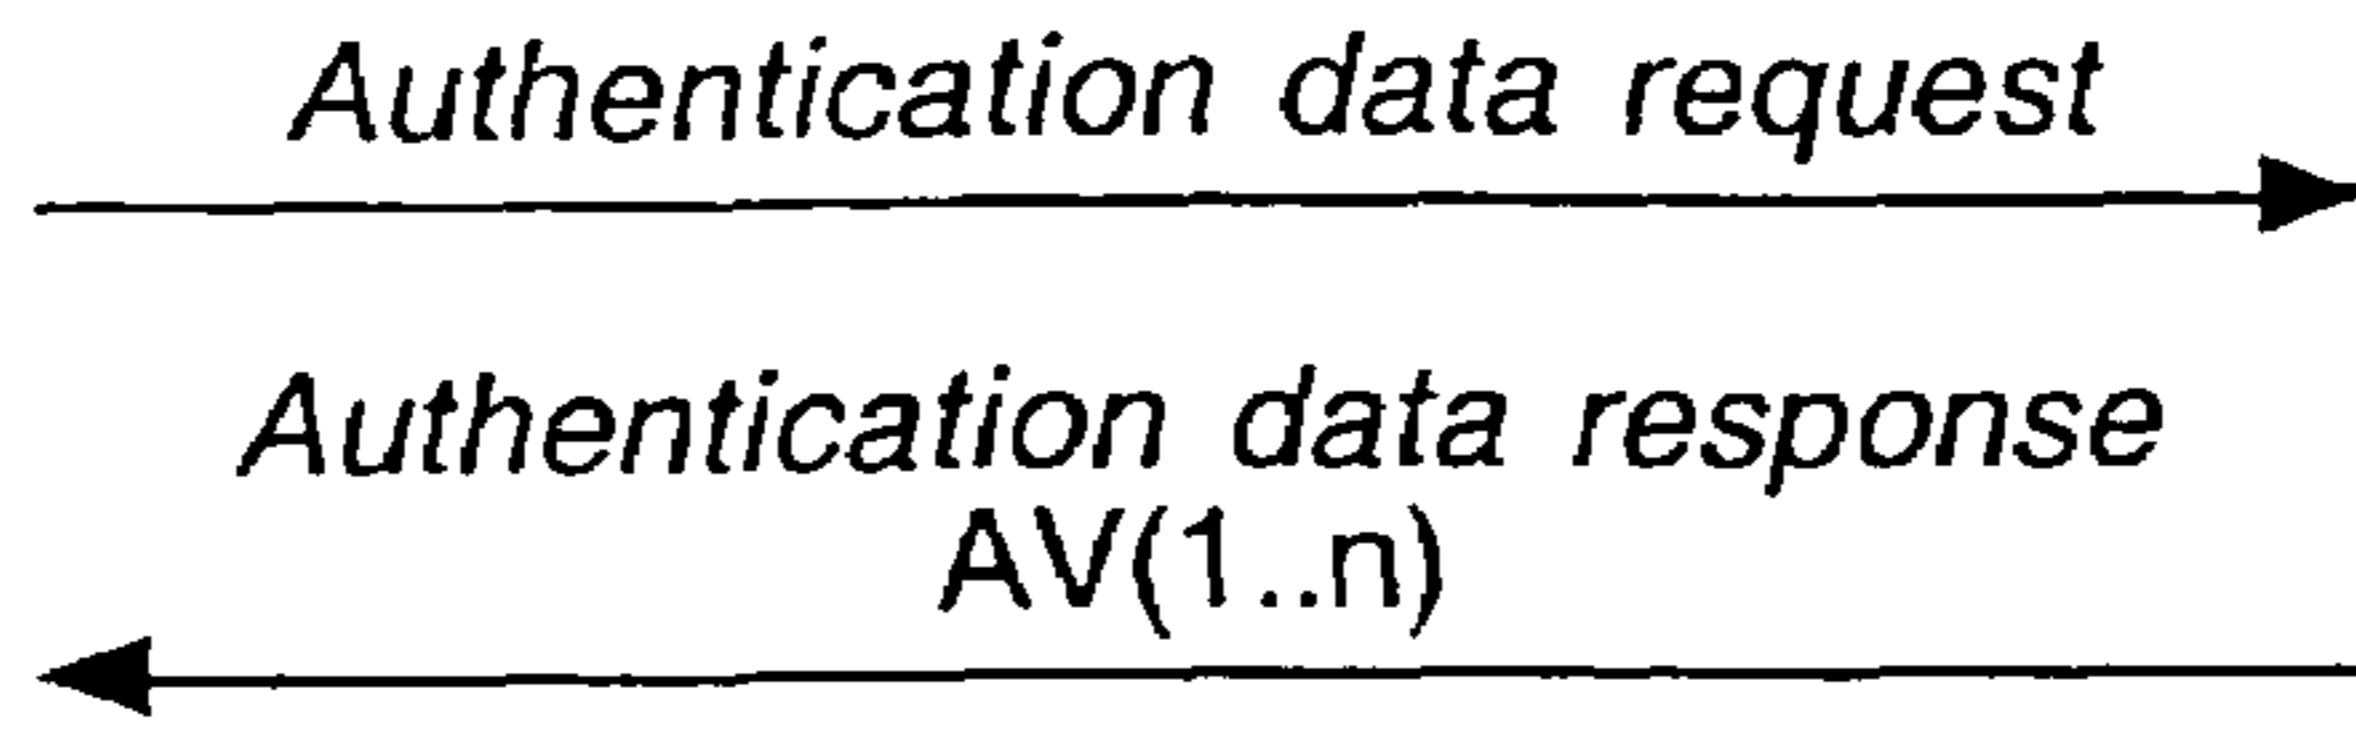 Authentication data request
Authentication data response
AV(1..n)